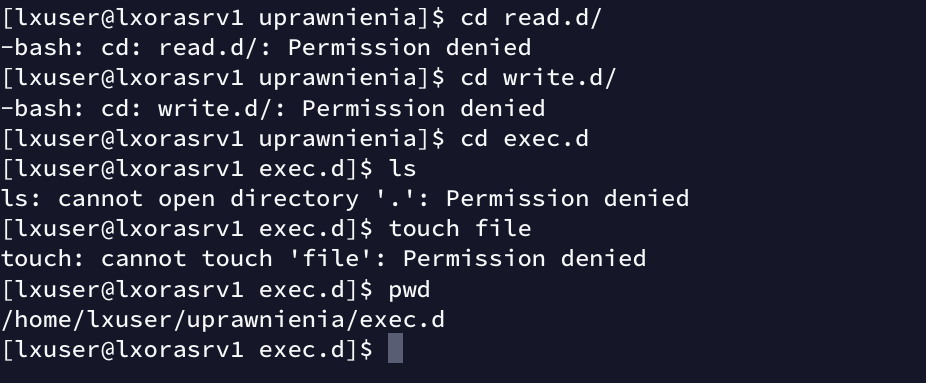 [lxuser@lxorasrv1 uprawnienia]$ cd read.d/
-bash: cd: read.d/: Permission denied
[lxuser@lxorasrv1 uprawnienia]$ cd write.d/
-bash: cd: write.d/: Permission denied
[lxuser@lxorasrv1 uprawnienia]$ cd exec.d
[lxuser@lxorasrv1 exec.d]$ ls
ls: cannot open directory '.': Permission denied
[lxuser@lxorasrv1 exec.d]$ touch file
touch: cannot touch 'file': Permission denied
[lxuser@lxorasrv1 exec.d]$ pwd
/home/lxuser/uprawnienia/exec.d
[lxuser@lxorasrv1 exec.d]$